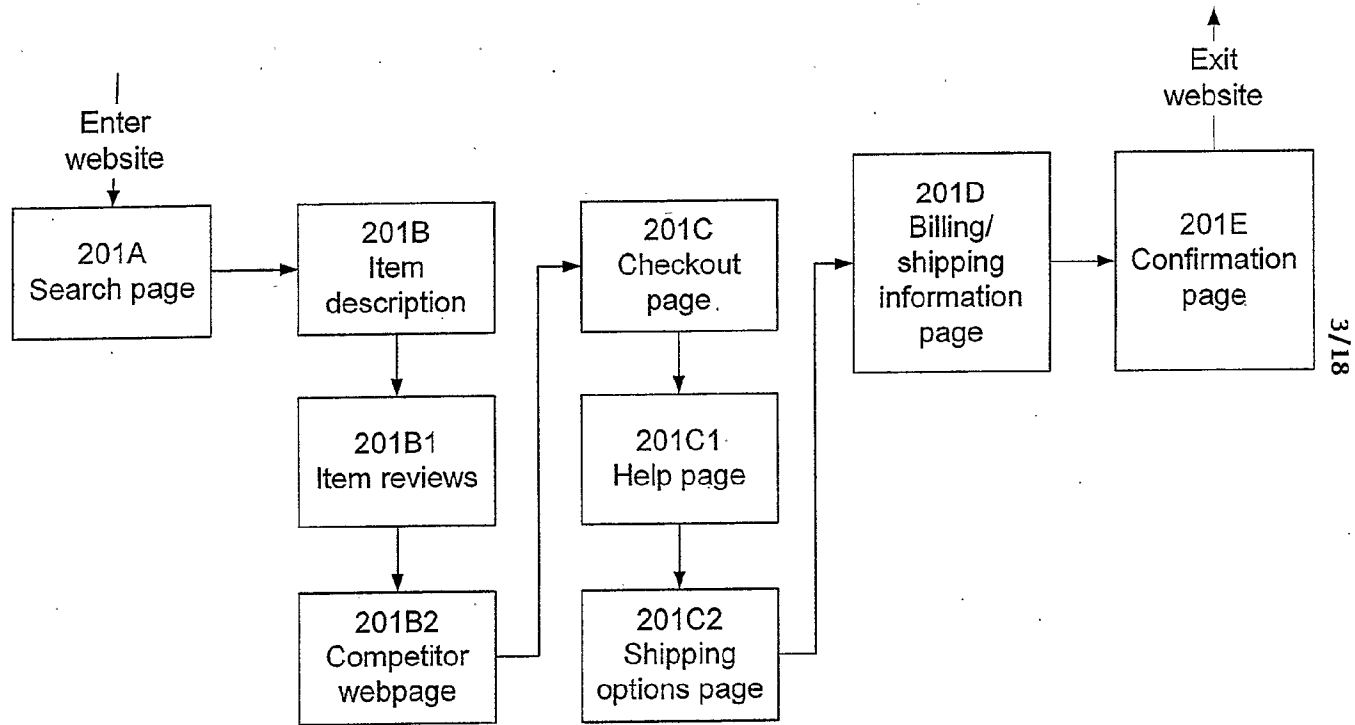 Enter
website
201A
Search page
201B
Item
description
201B1
Item reviews
201B2
Competitor
webpage
201C
Checkout
page
201C1
Help page
201C2
Shipping
options page
201D
Billing/
shipping
information
page
201E
Confirmation
page
Exit
website
3/18